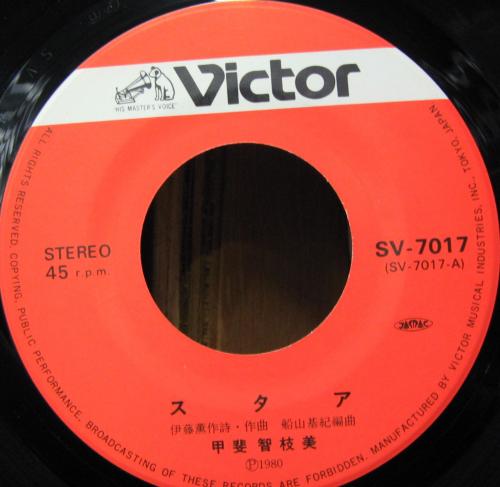 Victor
"HIS MASTER'S VOICE"
STEREO
45 r.p.m.
SV-7017
(SV-7017-A)
JASRAC
スタア
伊藤薫作詩・作曲 船山基紀編曲
甲斐智枝美
Ⓟ1980
ALL RIGHTS RESERVED. COPYING, PUBLIC PERFORMANCE, BROADCASTING OF THESE RECORDS ARE FORBIDDEN. MANUFACTURED BY VICTOR MUSICAL INDUSTRIES, INC., TOKYO, JAPAN